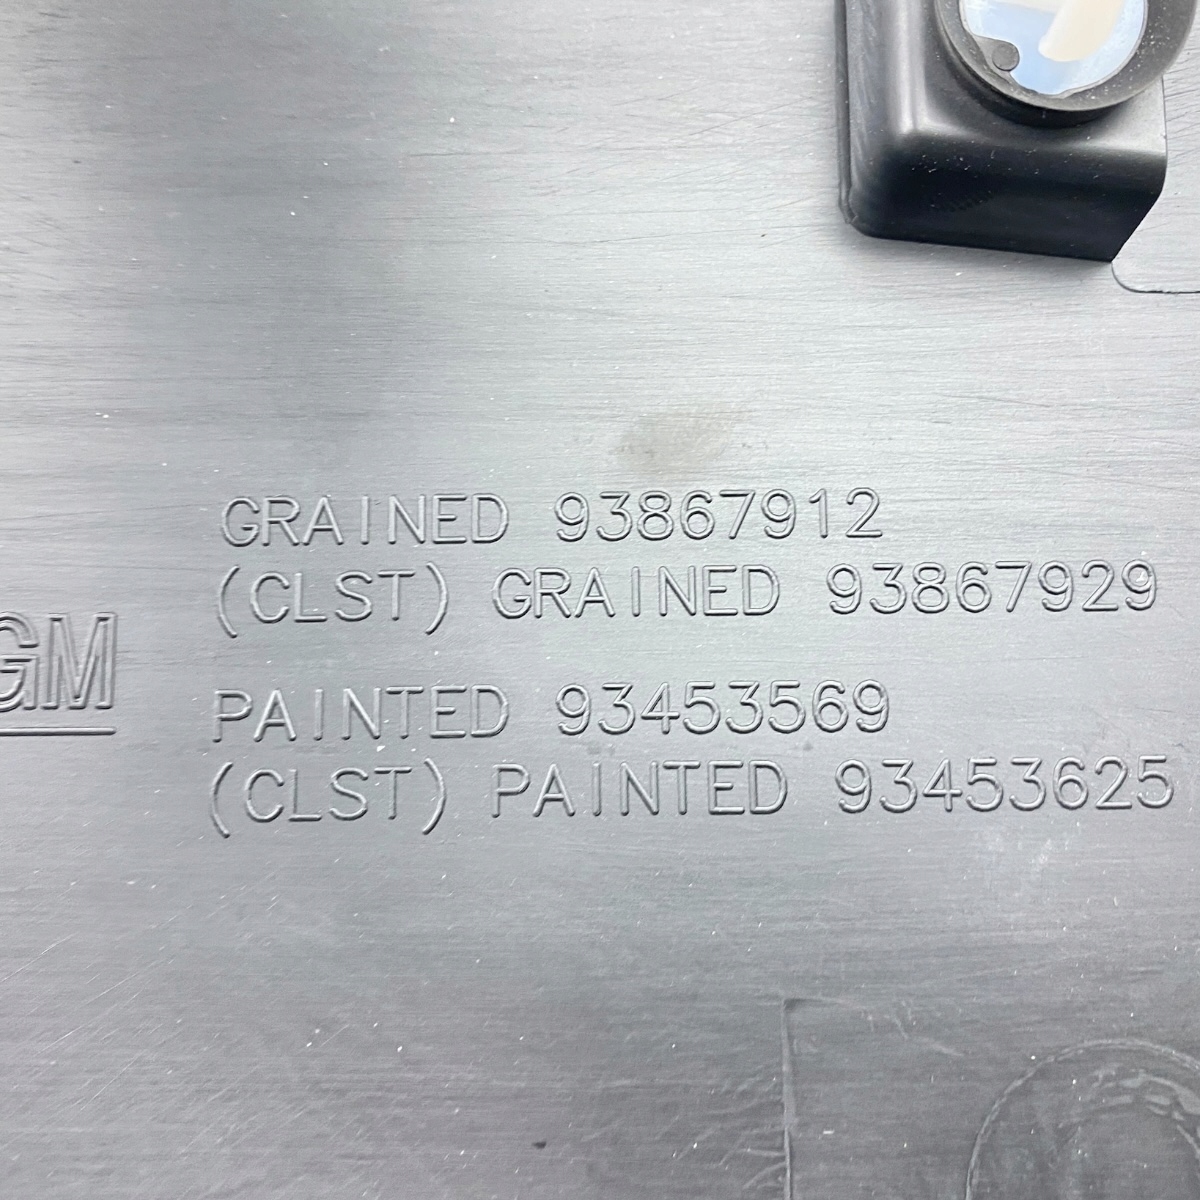 GRAINED 93867912
(CLST) GRAINED 93867929
GM
PAINTED 93453569
(CLST) PAINTED 93453625